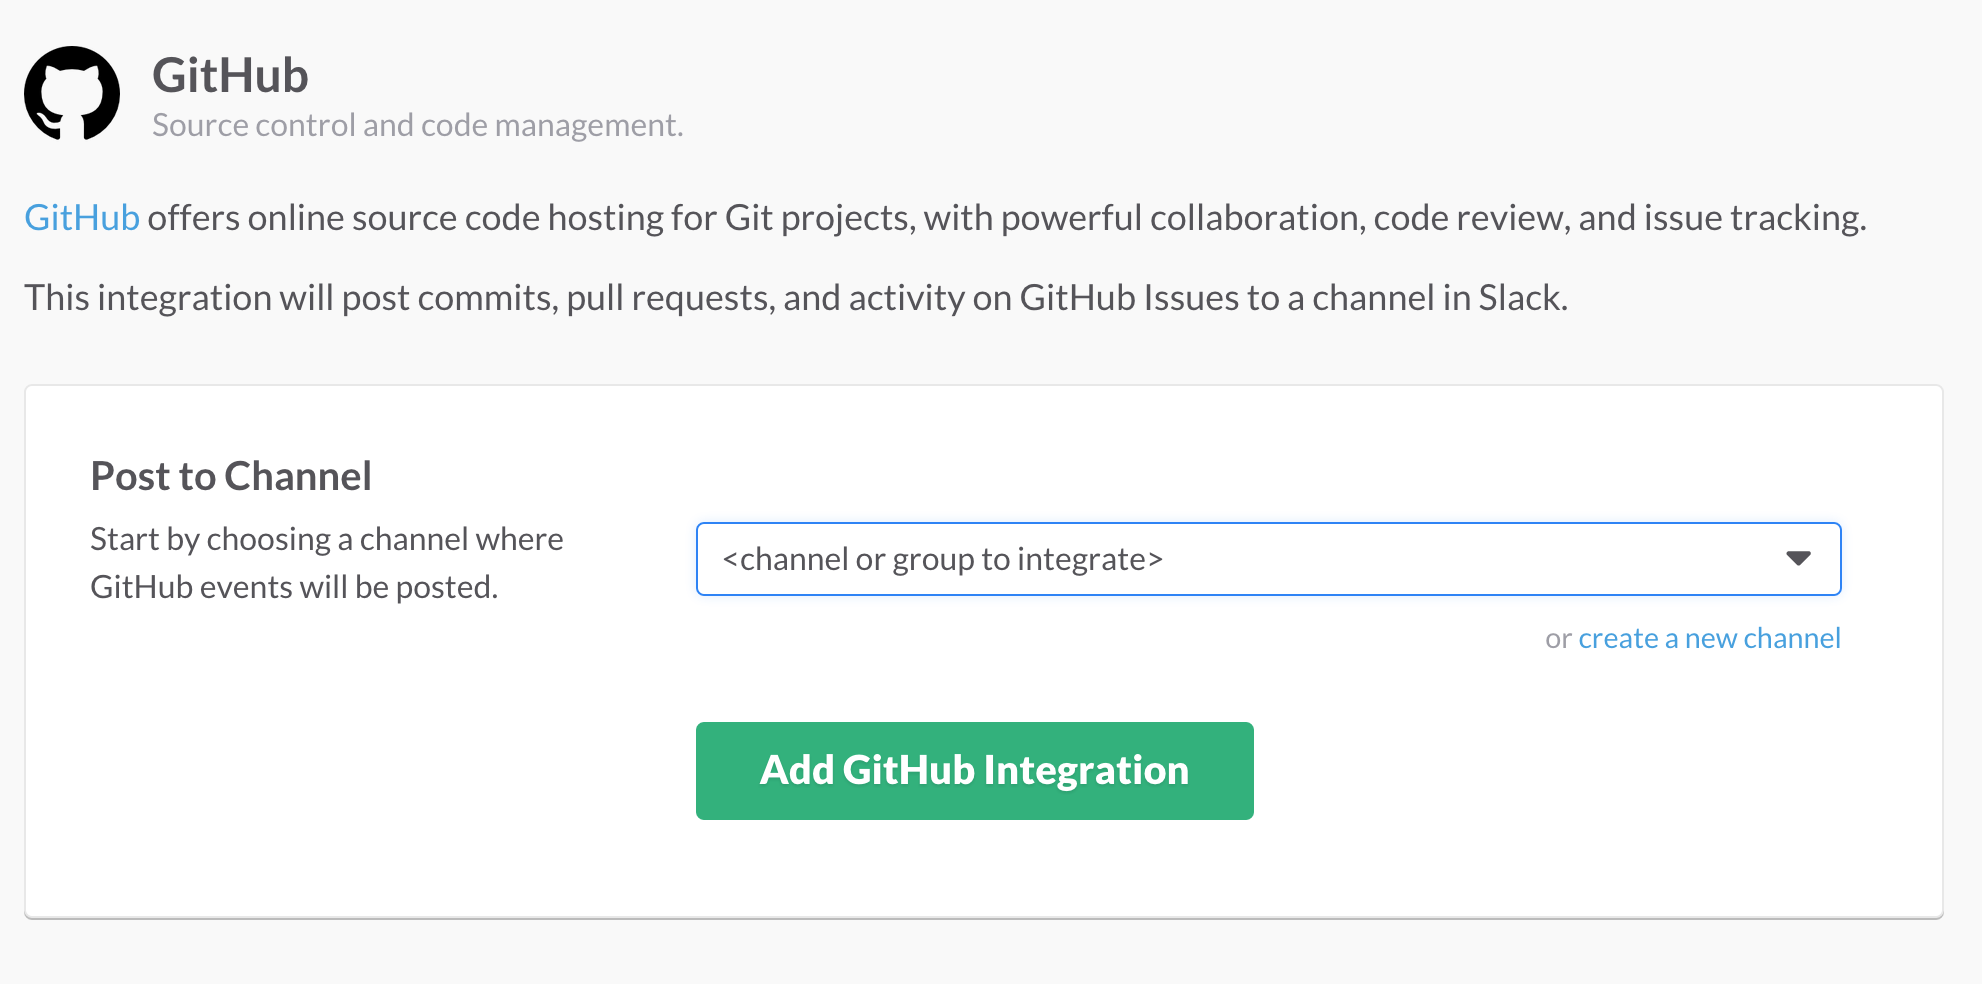 GitHub
Source control and code management.
GitHub offers online source code hosting for Git projects, with powerful collaboration, code review, and issue tracking.
This integration will post commits, pull requests, and activity on GitHub Issues to a channel in Slack.
Post to Channel
Start by choosing a channel where
GitHub events will be posted.
<channel or group to integrate>
or create a new channel
Add GitHub Integration